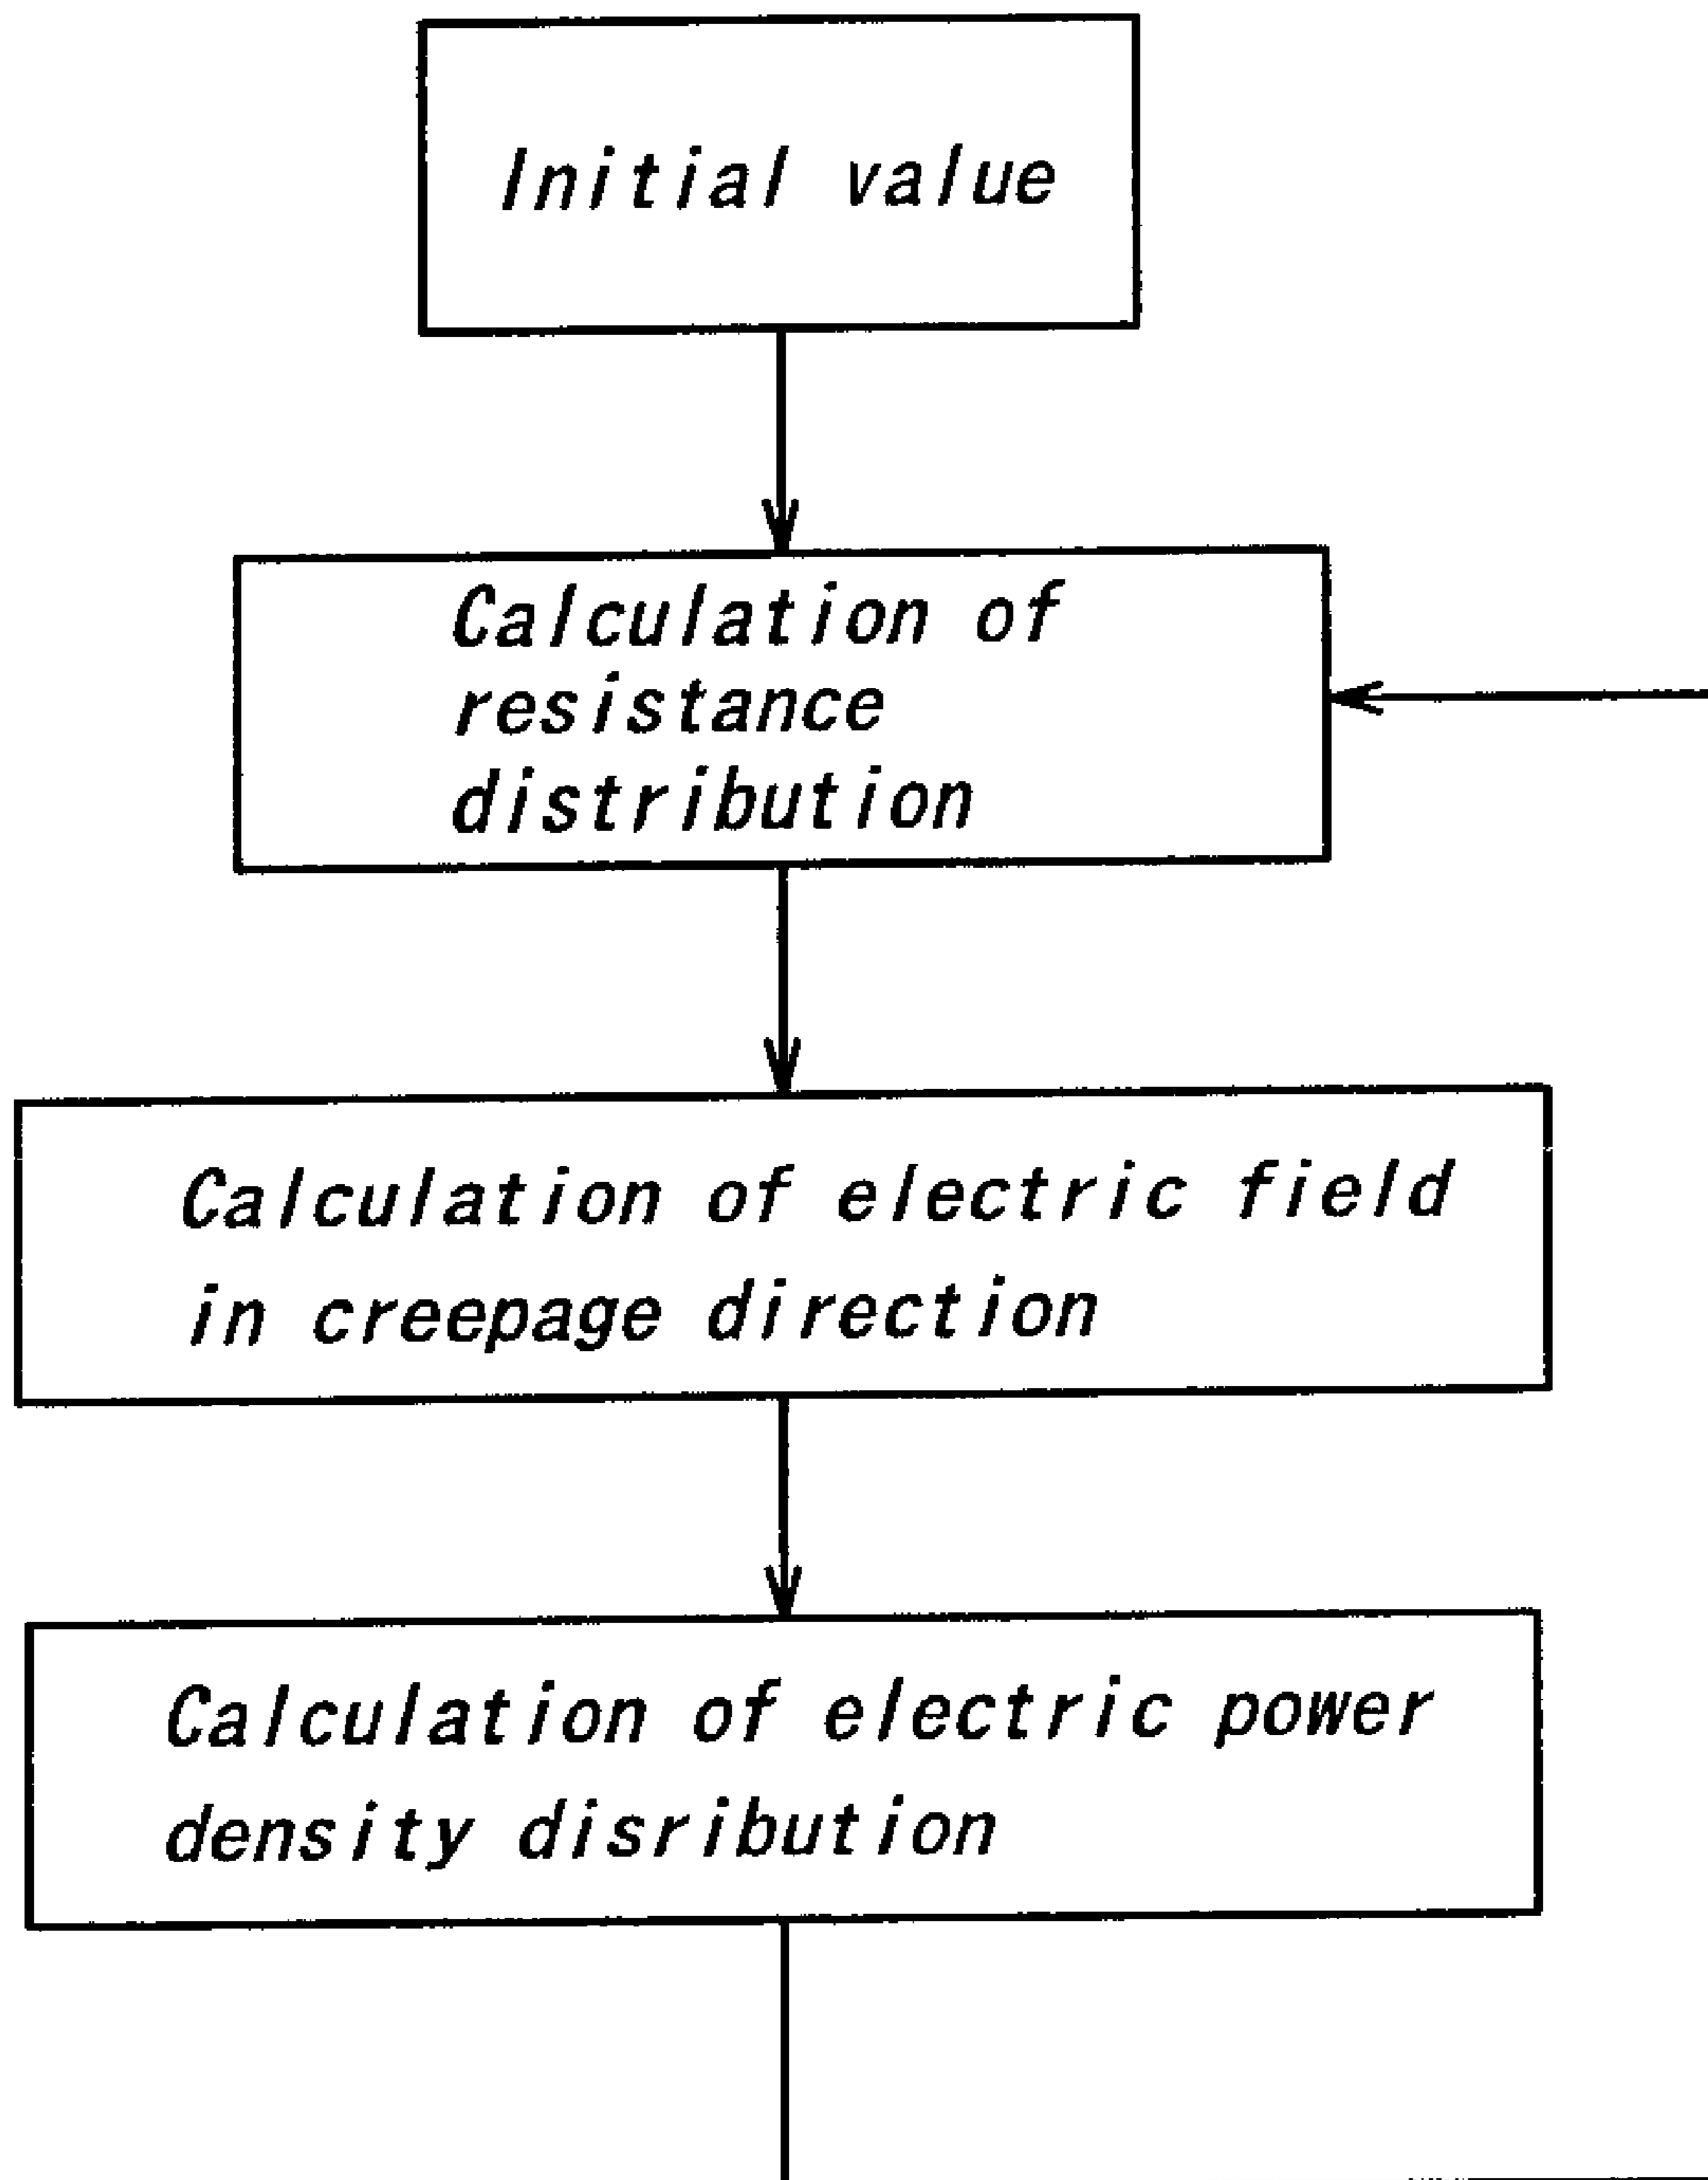 Initial value
Calculation of
resistance
distribution
Calculation of electric field
in creepage direction
Calculation of electric power
density disribution